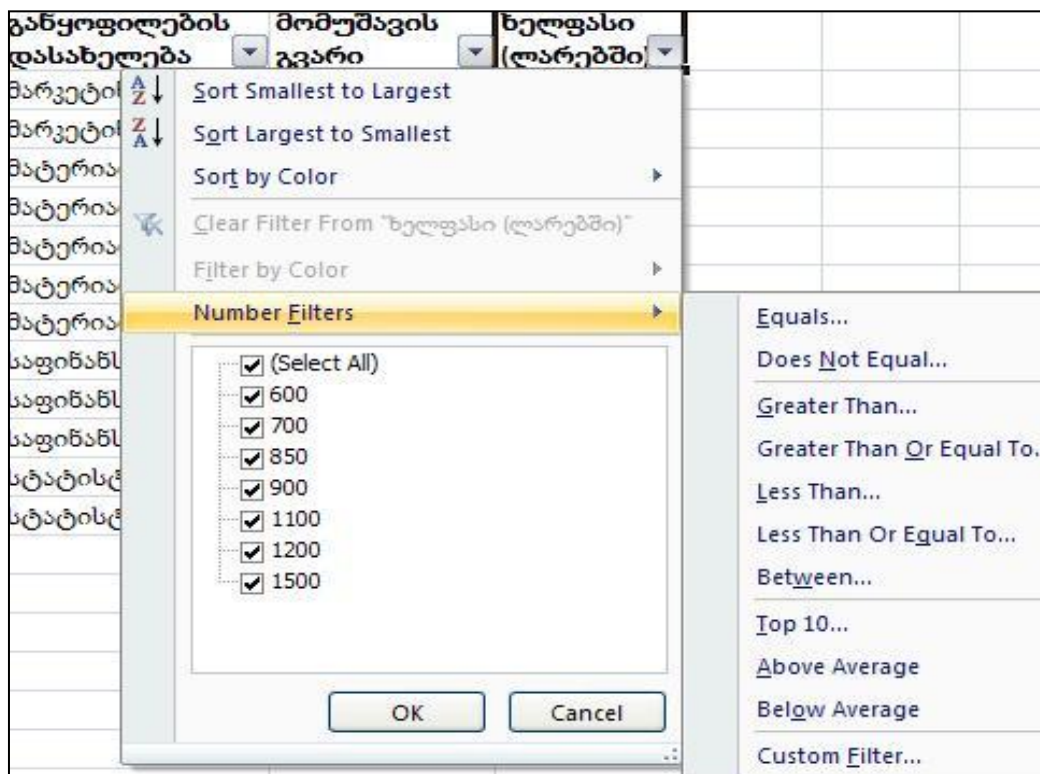 განყოფილების მომუშავის ხელფასი
დასახელება გვარი (ლარებში)
Sort Smallest to Largest
Sort Largest to Smallest
Sort by Color
Clear Filter From "ხელფასი (ლარებში)"
Filter by Color
Number Filters
(Select All)
600
700
850
900
1100
1200
1500
OK Cancel
Equals...
Does Not Equal...
Greater Than...
Greater Than Or Equal To.
Less Than...
Less Than Or Equal To...
Between...
Top 10...
Above Average
Below Average
Custom Filter...